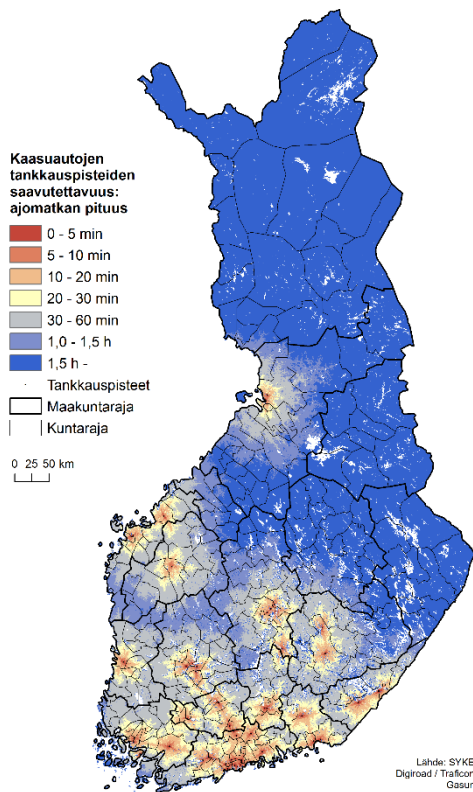 Kaasuautojen
tankkauspisteiden
saavutettavuus:
ajomatkan pituus
0 - 5 min
5 - 10 min
10 - 20 min
20 - 30 min
30 - 60 min
1,0 - 1,5 h
1,5 h -
Tankkauspisteet
Maakuntaraja
Kuntaraja
0 25 50 km
Lähde: SYKE
Digiroad / Traficom
Gasum